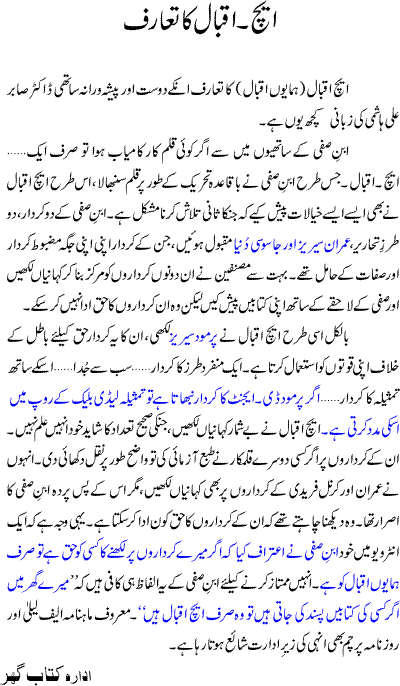 ایچ۔اقبال کا تعارف
ایچ اقبال (ہمایوں اقبال) کا تعارف انکے دوست اور پیشہ ورانہ ساتھی ڈاکٹر صابر
علی ہاشمی کی زبانی کچھ یوں ہے۔
ابنِ صفی کے ساتھیوں میں سے اگر کوئی قلم کار کامیاب ہوا تو صرف ایک......
ایچ۔اقبال۔جس طرح ابنِ صفی نے باقاعدہ تحریک کے طور پر قلم سنبھالا، اس طرح ایچ اقبال
نے بھی ایسے ایسے خیالات پیش کیے کہ جنکا ثانی تلاش کرنا مشکل ہے۔ ابنِ صفی کے دو کردار، دو
طرزِ تحاریر، عمران سیریز اور جاسوسی دُنیا مقبول ہوئیں، جن کے کردار اپنی اپنی جگہ مضبوط کردار
اور صفات کے حامل تھے۔ بہت سے مصنفین نے ان دونوں کرداروں کو مرکز بنا کر کہانیاں لکھیں
اور صفی کے لاحقے کے ساتھ اپنی کتابیں پیش کیں لیکن وہ ان کرداروں کا حق ادا نہیں کر سکے۔
بالکل اسی طرح ایچ اقبال نے پرمود سیریز لکھی، ان کا یہ کردار حق کیلئے باطل کے
خلاف اپنی قوتوں کو استعمال کرتا ہے۔ ایک منفرد طرز کا کردار...... سب سے جُدا...... اسکے ساتھ
تمثیلہ کا کردار...... اگر پرمود ڈی۔ایجنٹ کا کردار نبھاتا ہے تو تمثیلہ لیڈی بلیک کے روپ میں
اسکی مدد کرتی ہے۔ ایچ اقبال نے بے شمار کہانیاں لکھیں، جنکی صحیح تعداد کا شاید خود انہیں علم نہیں۔
ان کے کرداروں پر اگر کسی دوسرے قلمکار نے طبع آزمائی کی تو واضح طور پر نقل دکھائی دی۔ انہوں
نے عمران اور کرنل فریدی کے کرداروں پر بھی کہانیاں لکھیں، مگر اس کے پس پردہ ابنِ صفی کا
اصرار تھا۔ وہ دیکھنا چاہتے تھے کہ ان کے کرداروں کا حق کون ادا کر سکتا ہے۔ یہی وجہ ہے کہ ایک
انٹرویو میں خود ابنِ صفی نے اعتراف کیا کہ اگر میرے کرداروں پر لکھنے کا کسی کو حق ہے تو صرف
ہمایوں اقبال کو ہے۔ انہیں ممتاز کرنے کیلئے ابنِ صفی کے یہ الفاظ ہی کافی ہیں کہ ’’میرے گھر میں
اگر کسی کی کتابیں پسند کی جاتی ہیں تو وہ صرف ایچ اقبال ہیں‘‘۔ معروف ماہنامہ الف لیلیٰ اور
روزنامہ پرچم بھی انہی کی زیرِ ادارت شائع ہوتا رہا ہے۔
ادارہ کتاب گھر